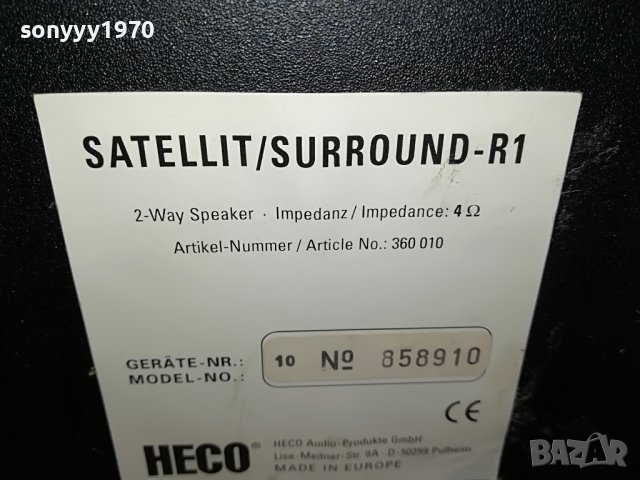 sonyyy1970
SATELLIT/SURROUND-R1
2-Way Speaker · Impedanz / Impedance: 4 Ω
Artikel-Nummer / Article No.: 360 010
GERÄTE-NR.:
MODEL-NO.:
10 Nº 858910
CE
HECO®
HECO Audio-Produkte GmbH
Lise-Meitner-Str. 9A D-50259 Pulheim
MADE IN EUROPE
BAZAR